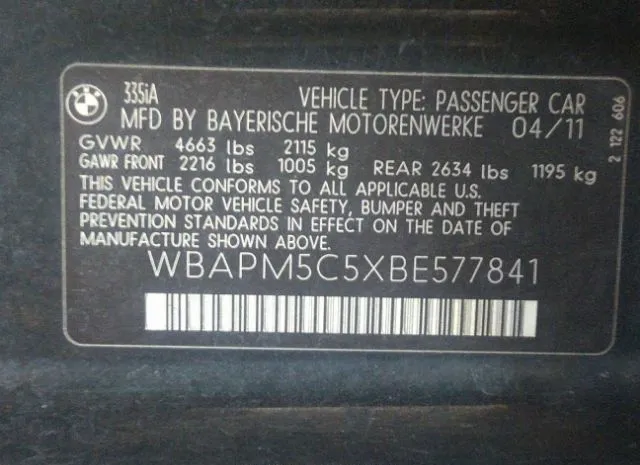 335iA
VEHICLE TYPE: PASSENGER CAR
MFD BY BAYERISCHE MOTORENWERKE 04/11
GVWR 4663 lbs 2115 kg
GAWR FRONT 2216 lbs 1005 kg REAR 2634 lbs 1195 kg
THIS VEHICLE CONFORMS TO ALL APPLICABLE U.S.
FEDERAL MOTOR VEHICLE SAFETY, BUMPER AND THEFT
PREVENTION STANDARDS IN EFFECT ON THE DATE OF
MANUFACTURE SHOWN ABOVE.
WBAPM5C5XBE577841
2 122 606